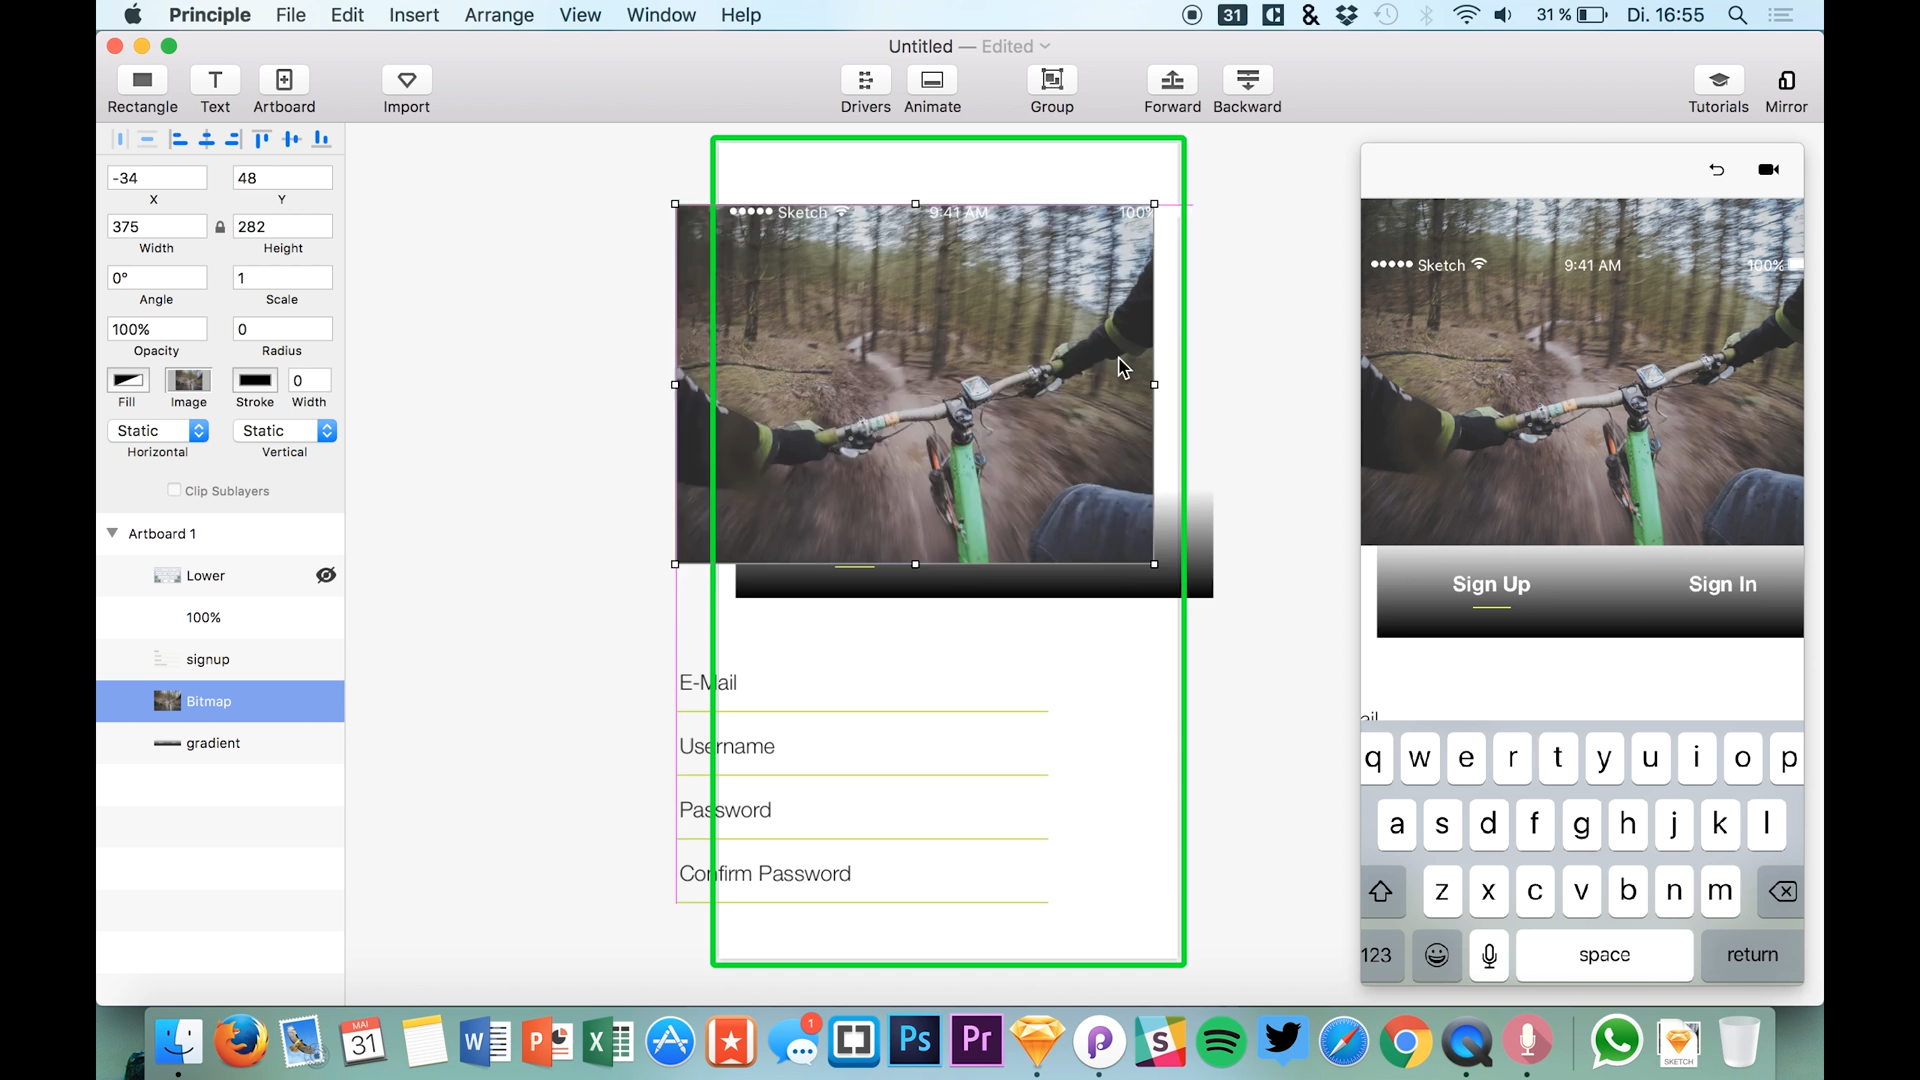 Principle File Edit Insert Arrange View Window Help 31 31 % Di. 16:55
Untitled — Edited
Rectangle Text Artboard Import Drivers Animate Group Forward Backward Tutorials Mirror
-34 48
X Y
375 282
Width Height
0° 1
Angle Scale
100% 0
Opacity Radius
0
Fill Image Stroke Width
Static Static
Horizontal Vertical
Clip Sublayers
Artboard 1
Lower
100%
signup
Bitmap
gradient
Sketch 9:41 AM 100%
E-Mail
Username
Password
Confirm Password
Sketch 9:41 AM 100%
Sign Up Sign In
ail
q w e r t y u i o p
a s d f g h j k l
z x c v b n m
123 space return
MAI
31
1
Ps Pr
SKETCH